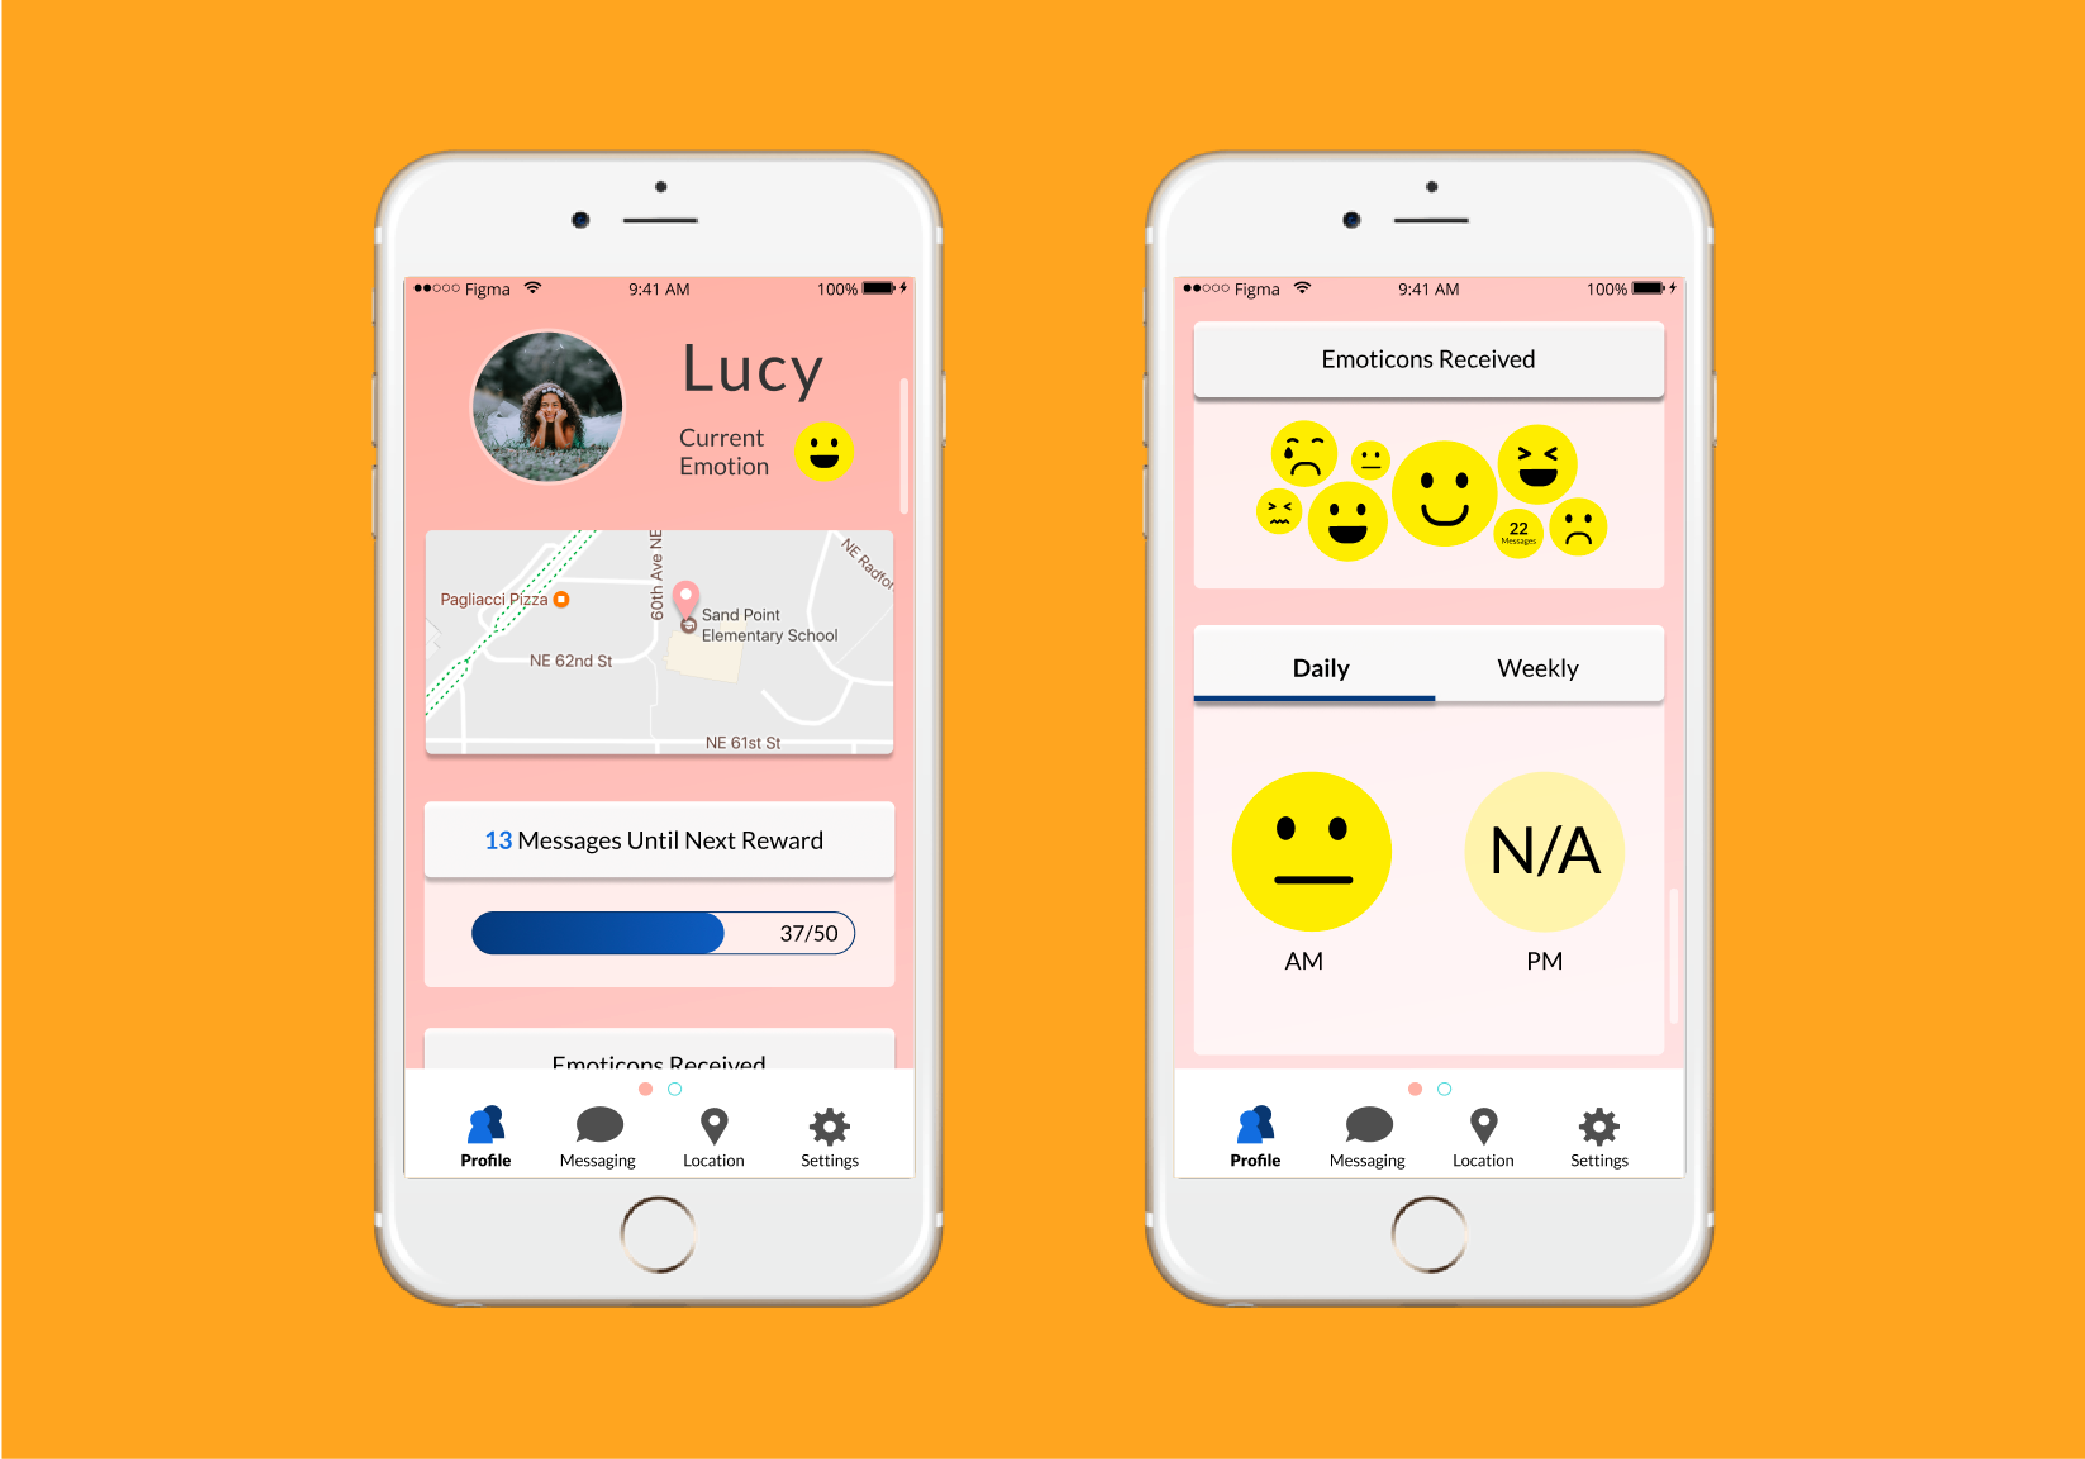 Figma
9:41 AM
100%
Lucy
Current
Emotion
60th Ave NE
NE Radfor
Pagliacci Pizza
Sand Point
Elementary School
NE 62nd St
NE 61st St
13 Messages Until Next Reward
37/50
Emoticons Received
Profile
Messaging
Location
Settings
Figma
9:41 AM
100%
Emoticons Received
22
Messages
Daily
Weekly
N/A
AM
PM
Profile
Messaging
Location
Settings